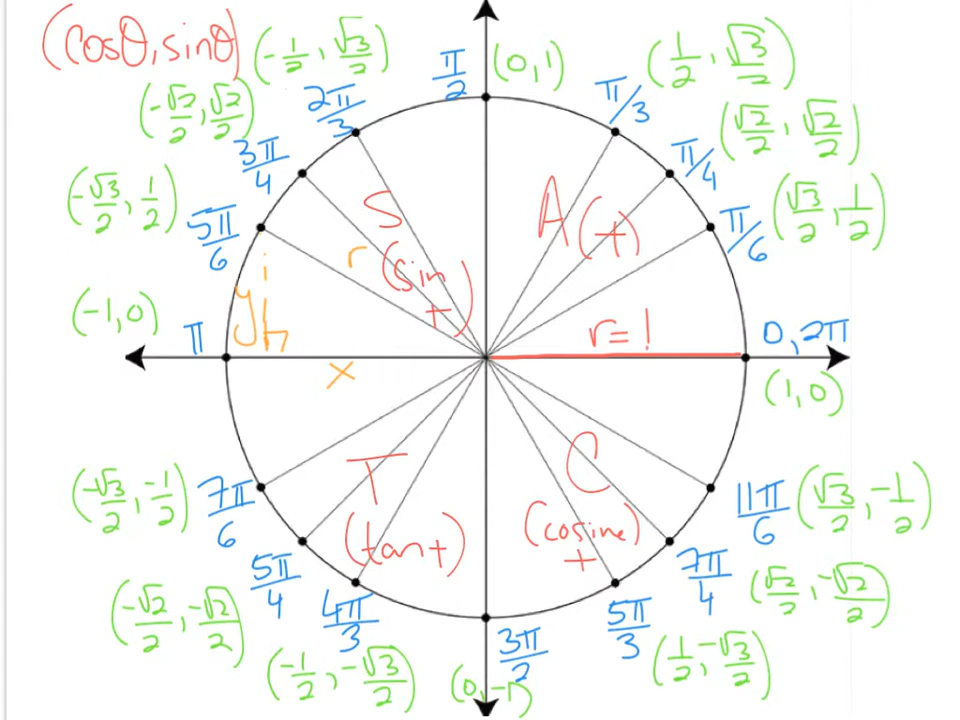 (cosθ, sinθ)
(-1/2, √3/2)
π/2
(0,1)
(1/2, √3/2)
(-√2/2, √2/2)
2π/3
π/3
(√2/2, √2/2)
3π/4
π/4
(-√3/2, 1/2)
5π/6
S
(sin +)
A (+)
π/6
(√3/2, 1/2)
r
i
y
h
x
(-1,0)
π
r=1
0, 2π
(1,0)
(-√3/2, -1/2)
7π/6
T
(tan+)
C
(cosine) +
11π/6
(√3/2, -1/2)
5π/4
7π/4
(-√2/2, -√2/2)
4π/3
5π/3
(√2/2, -√2/2)
(-1/2, -√3/2)
3π/2
(0,-1)
(1/2, -√3/2)